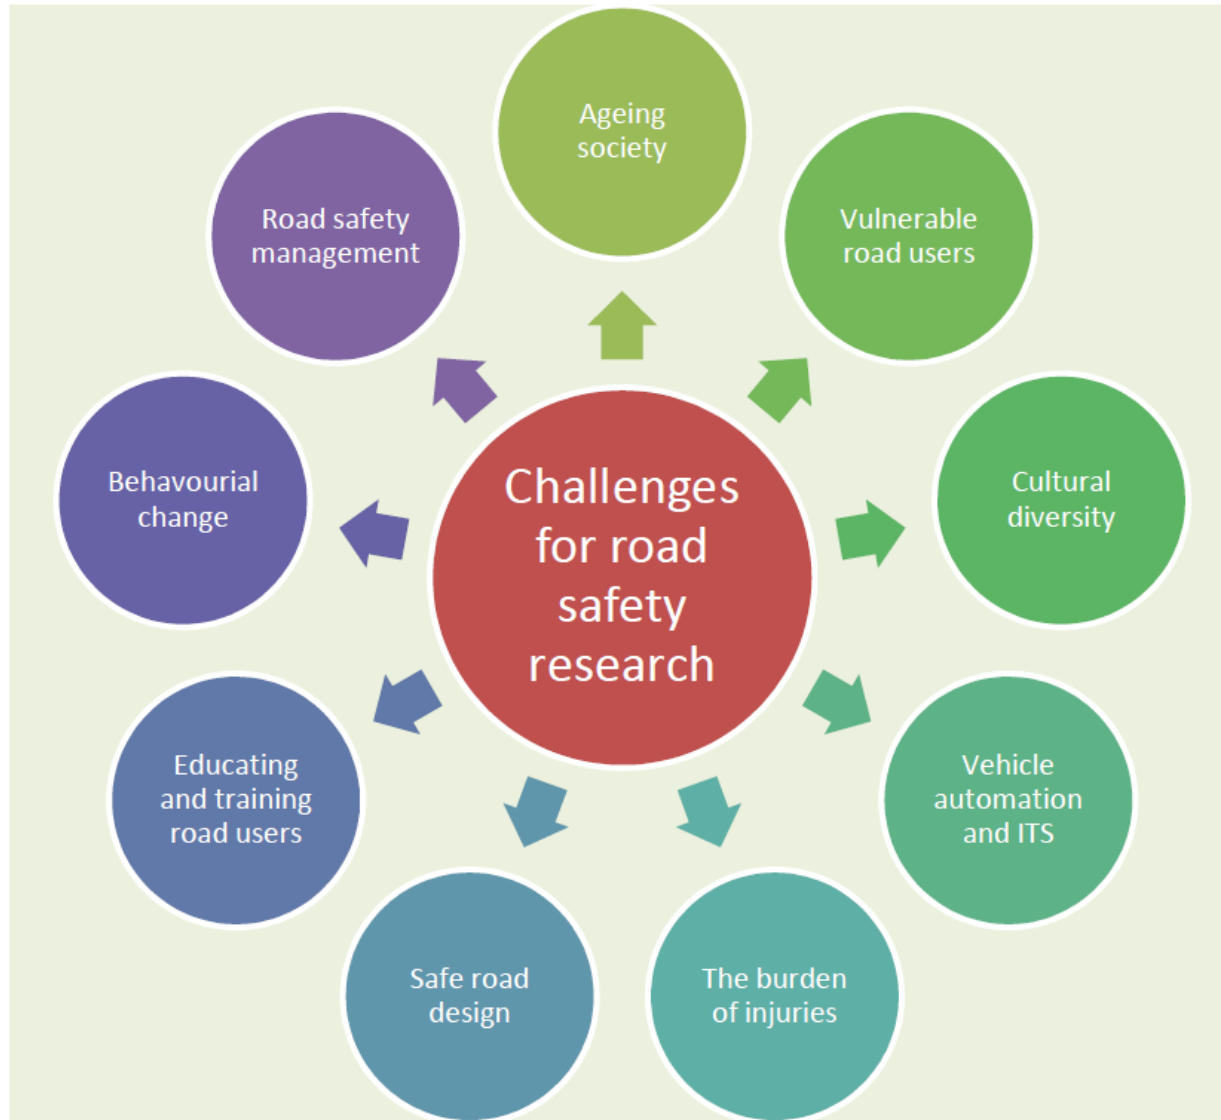 Ageing
society
Vulnerable
road users
Cultural
diversity
Vehicle
automation
and ITS
The burden
of injuries
Safe road
design
Educating
and training
road users
Behavourial
change
Road safety
management
Challenges
for road
safety
research